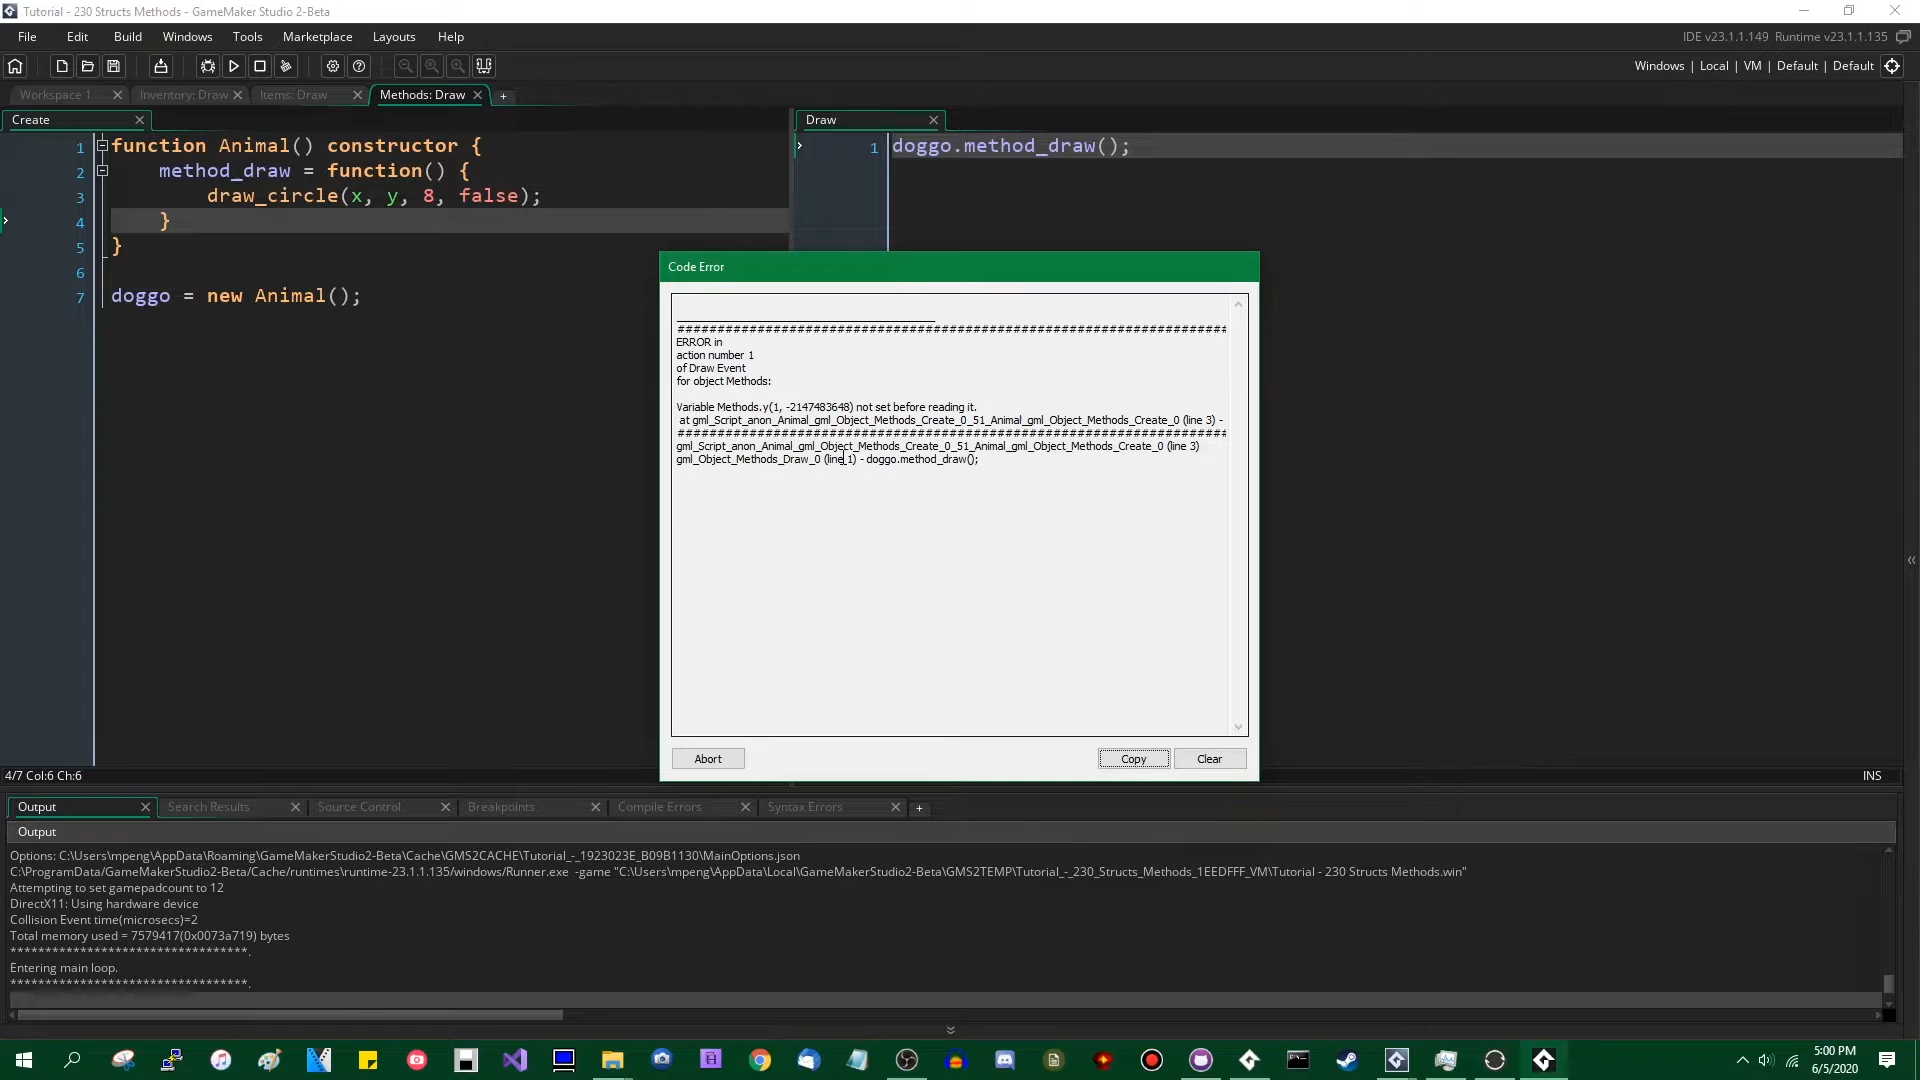 Tutorial - 230 Structs Methods - GameMaker Studio 2-Beta
File Edit Build Windows Tools Marketplace Layouts Help
IDE v23.1.1.149 Runtime v23.1.1.135
Windows | Local | VM | Default | Default
Workspace 1 Inventory: Draw Items: Draw Methods: Draw +
Create
1 function Animal() constructor {
2 method_draw = function() {
3 draw_circle(x, y, 8, false);
4 }
5 }
6
7 doggo = new Animal();
Draw
1 doggo.method_draw();
Code Error
___________________________________________
############################################################################################
ERROR in
action number 1
of Draw Event
for object Methods:
Variable Methods.y(1, -2147483648) not set before reading it.
at gml_Script_anon_Animal_gml_Object_Methods_Create_0_51_Animal_gml_Object_Methods_Create_0 (line 3) -
############################################################################################
gml_Script_anon_Animal_gml_Object_Methods_Create_0_51_Animal_gml_Object_Methods_Create_0 (line 3)
gml_Object_Methods_Draw_0 (line 1) - doggo.method_draw();
Abort Copy Clear
4/7 Col:6 Ch:6
INS
Output Search Results Source Control Breakpoints Compile Errors Syntax Errors +
Output
Options: C:\Users\mpeng\AppData\Roaming\GameMakerStudio2-Beta\Cache\GMS2CACHE\Tutorial_-_1923023E_B09B1130\MainOptions.json
C:\ProgramData/GameMakerStudio2-Beta/Cache/runtimes\runtime-23.1.1.135/windows/Runner.exe -game "C:\Users\mpeng\AppData\Local\GameMakerStudio2-Beta\GMS2TEMP\Tutorial_-_230_Structs_Methods_1EEDFFF_VM\Tutorial - 230 Structs Methods.win"
Attempting to set gamepadcount to 12
DirectX11: Using hardware device
Collision Event time(microsecs)=2
Total memory used = 7579417(0x0073a719) bytes
**********************************.
Entering main loop.
**********************************.
5:00 PM
6/5/2020